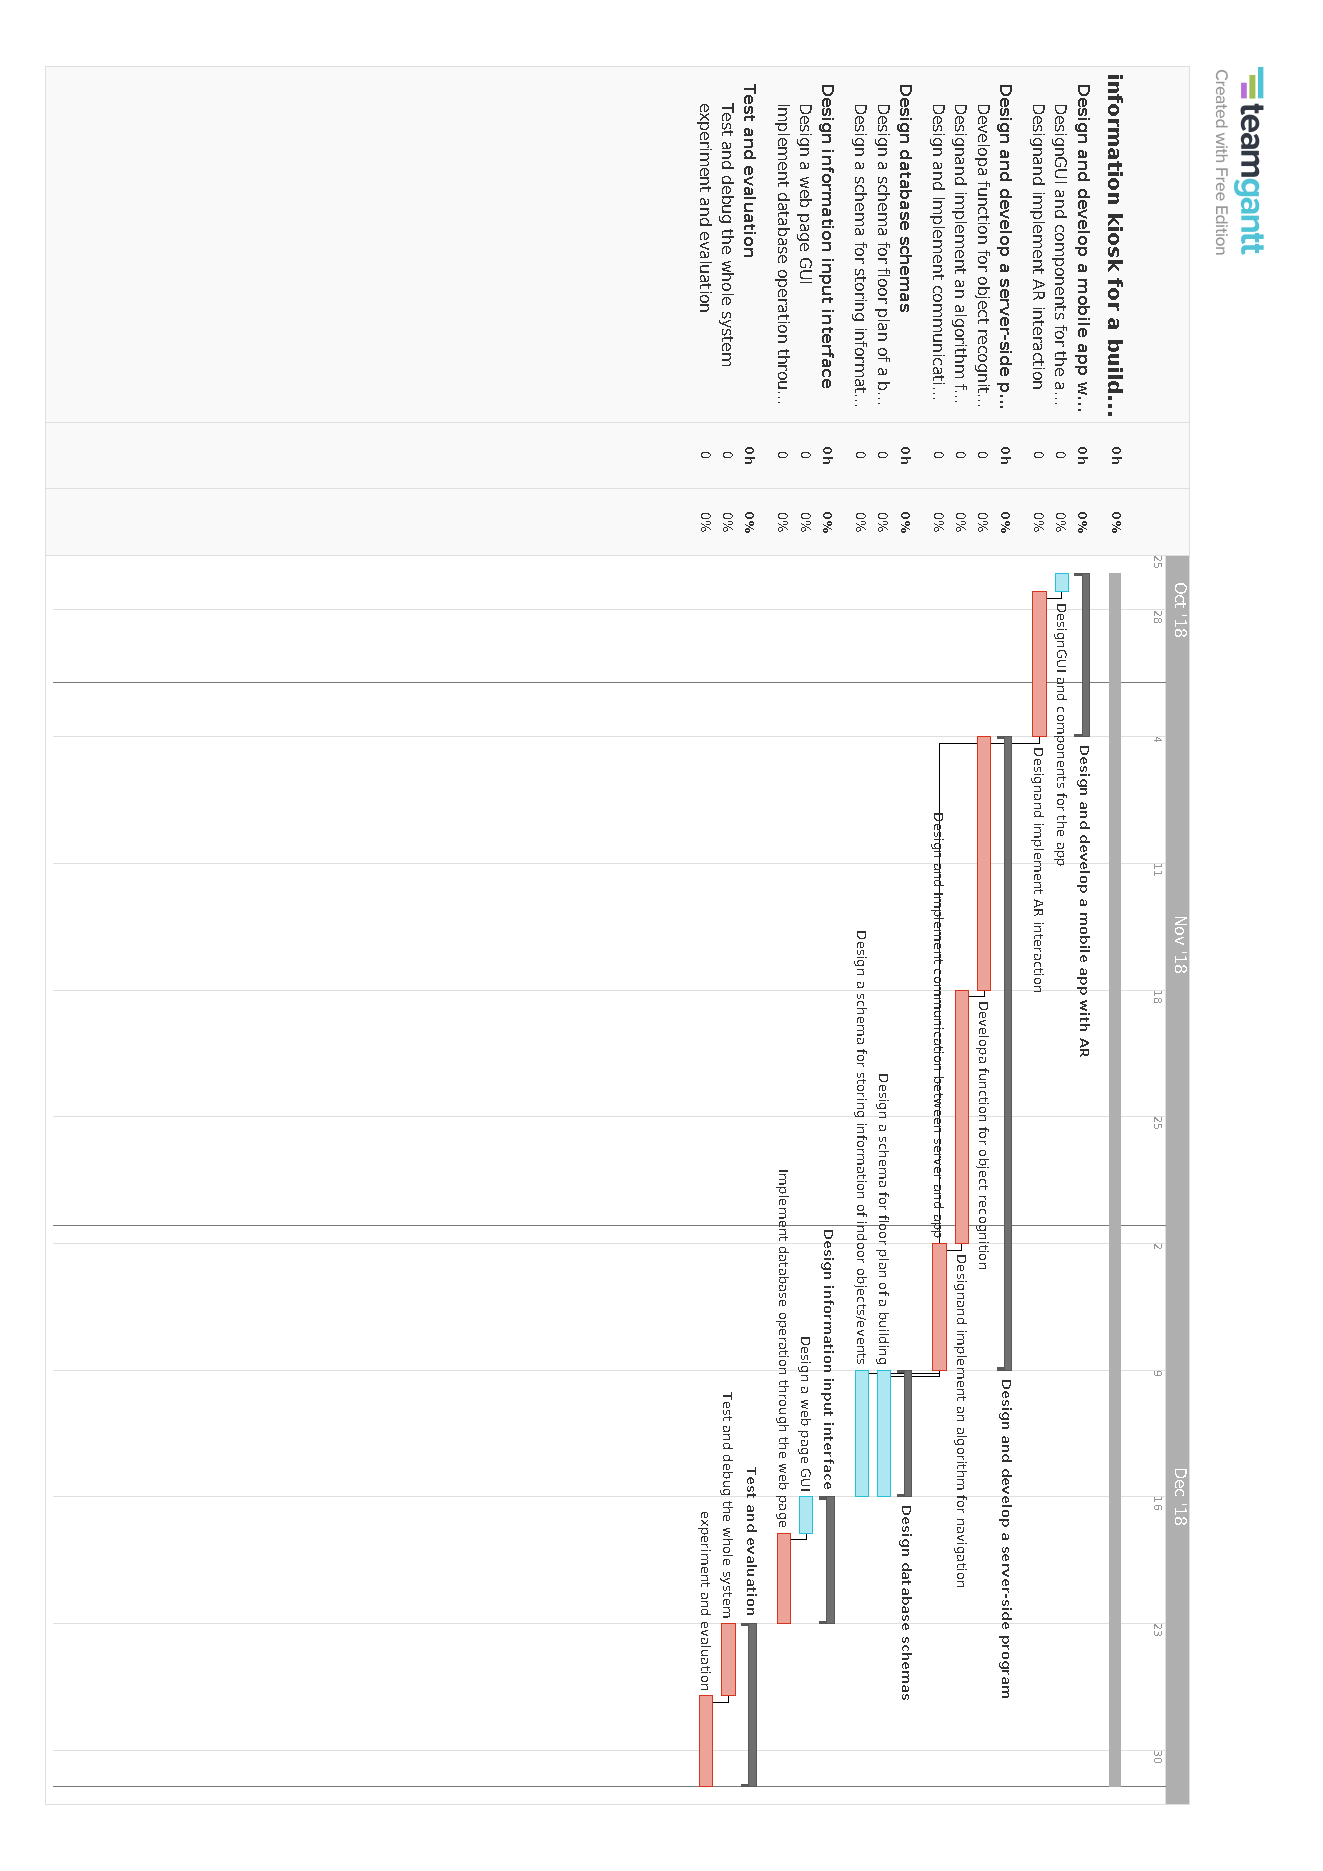 teamgantt
Created with Free Edition
Oct '18
Nov '18
Dec '18
25
28
4
11
18
25
2
9
16
23
30
information kiosk for a build... 0h 0%
Design and develop a mobile app w... 0h 0%
Design and develop a mobile app with AR
DesignGUI and components for the a... 0 0%
DesignGUI and components for the app
Designand implement AR interaction 0 0%
Designand implement AR interaction
Design and develop a server-side p... 0h 0%
Design and develop a server-side program
Developa function for object recognit... 0 0%
Developa function for object recognition
Designand implement an algorithm f... 0 0%
Designand implement an algorithm for navigation
Design and Implement communicati... 0 0%
Design and Implement communication between server and app
Design database schemas 0h 0%
Design database schemas
Design a schema for floor plan of a b... 0 0%
Design a schema for floor plan of a building
Design a schema for storing informat... 0 0%
Design a schema for storing information of indoor objects/events
Design information input interface 0h 0%
Design information input interface
Design a web page GUI 0 0%
Design a web page GUI
Implement database operation throu... 0 0%
Implement database operation through the web page
Test and evaluation 0h 0%
Test and evaluation
Test and debug the whole system 0 0%
Test and debug the whole system
experiment and evaluation 0 0%
experiment and evaluation